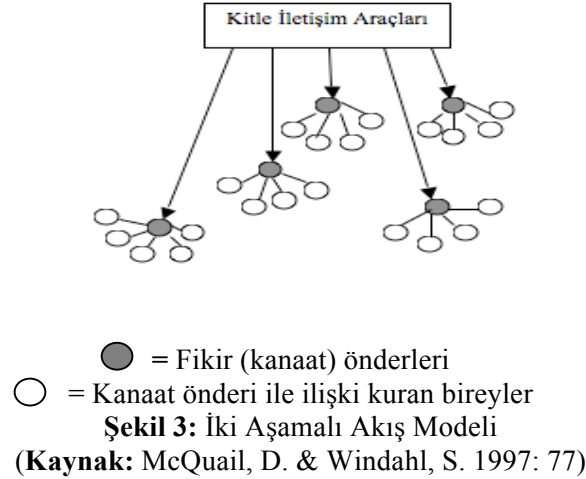 Kitle İletişim Araçları
= Fikir (kanaat) önderleri
= Kanaat önderi ile ilişki kuran bireyler
Şekil 3: İki Aşamalı Akış Modeli
(Kaynak: McQuail, D. & Windahl, S. 1997: 77)